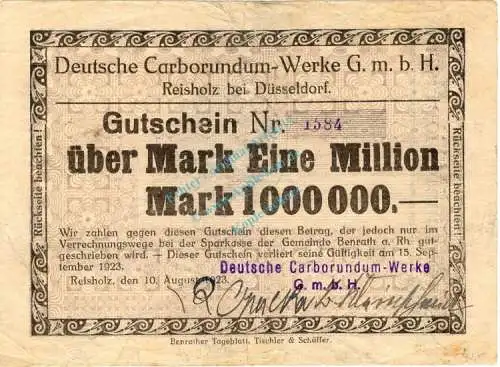 Deutsche Carborundum-Werke G. m. b. H.
Reisholz bei Düsseldorf.
Gutschein Nr. 1584
über Mark Eine Million
Mark 1000000.—
Wir zahlen gegen diesen Gutschein diesen Betrag, der jedoch nur im
Verrechnungswege bei der Sparkasse der Gemeinde Benrath a. Rh. gut-
geschrieben wird. — Dieser Gutschein verliert seine Gültigkeit am 15. Sep-
tember 1923.
Reisholz, den 10. August 1923.
Deutsche Carborundum-Werke
G. m. b. H.
Benrather Tageblatt, Tischler & Schäffer.
Rückseite beachten!
Rückseite beachten!